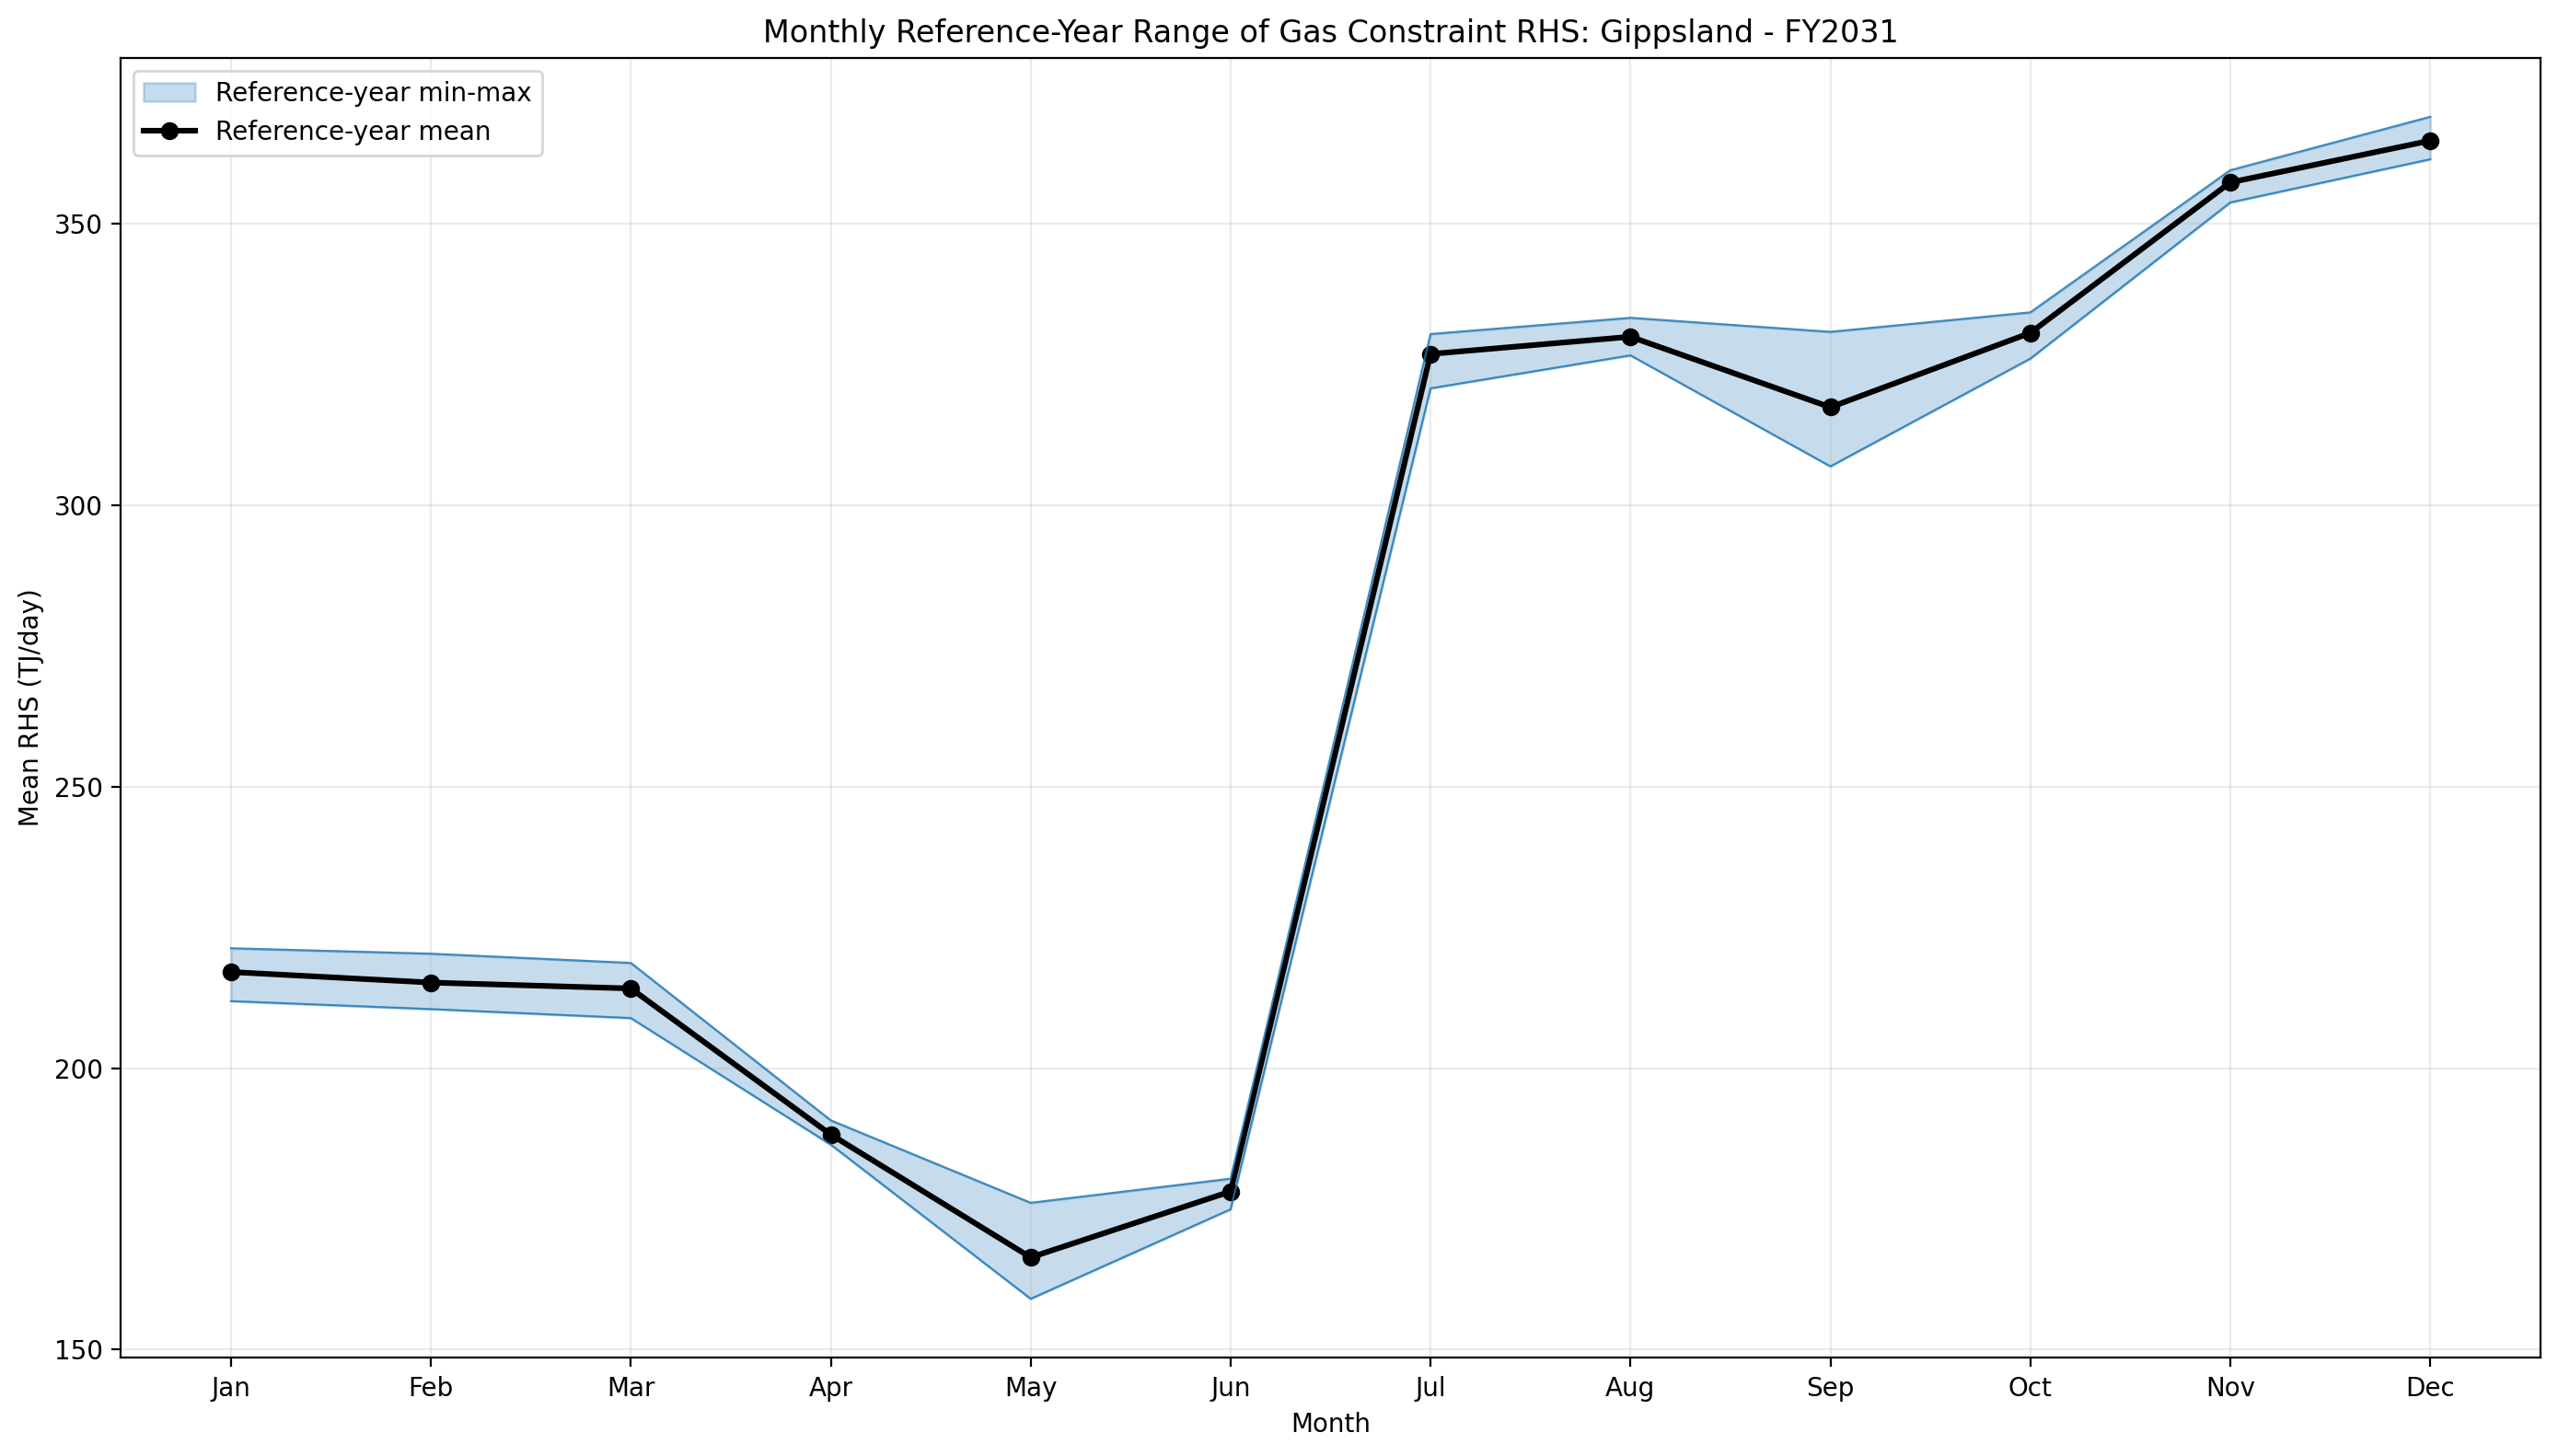 Monthly Reference-Year Range of Gas Constraint RHS: Gippsland - FY2031
Reference-year min-max
Reference-year mean
Mean RHS (TJ/day)
350
300
250
200
150
Jan Feb Mar Apr May Jun Jul Aug Sep Oct Nov Dec
Month